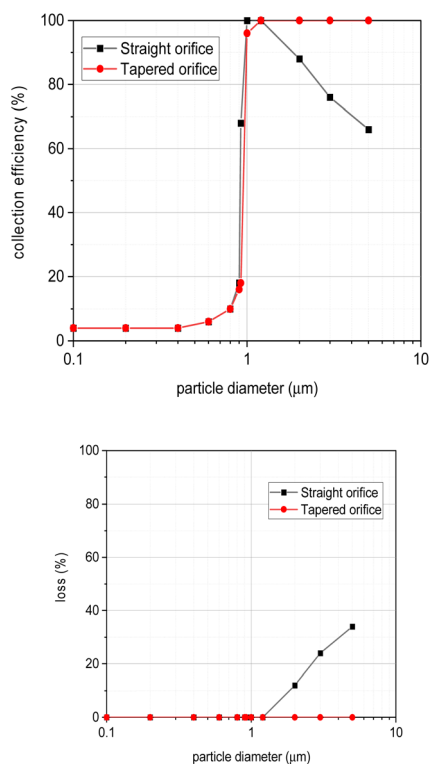 100
80
60
40
20
0
collection efficiency (%)
Straight orifice
Tapered orifice
0.1 1 10
particle diameter (μm)
100
80
60
40
20
0
loss (%)
Straight orifice
Tapered orifice
0.1 1 10
particle diameter (μm)